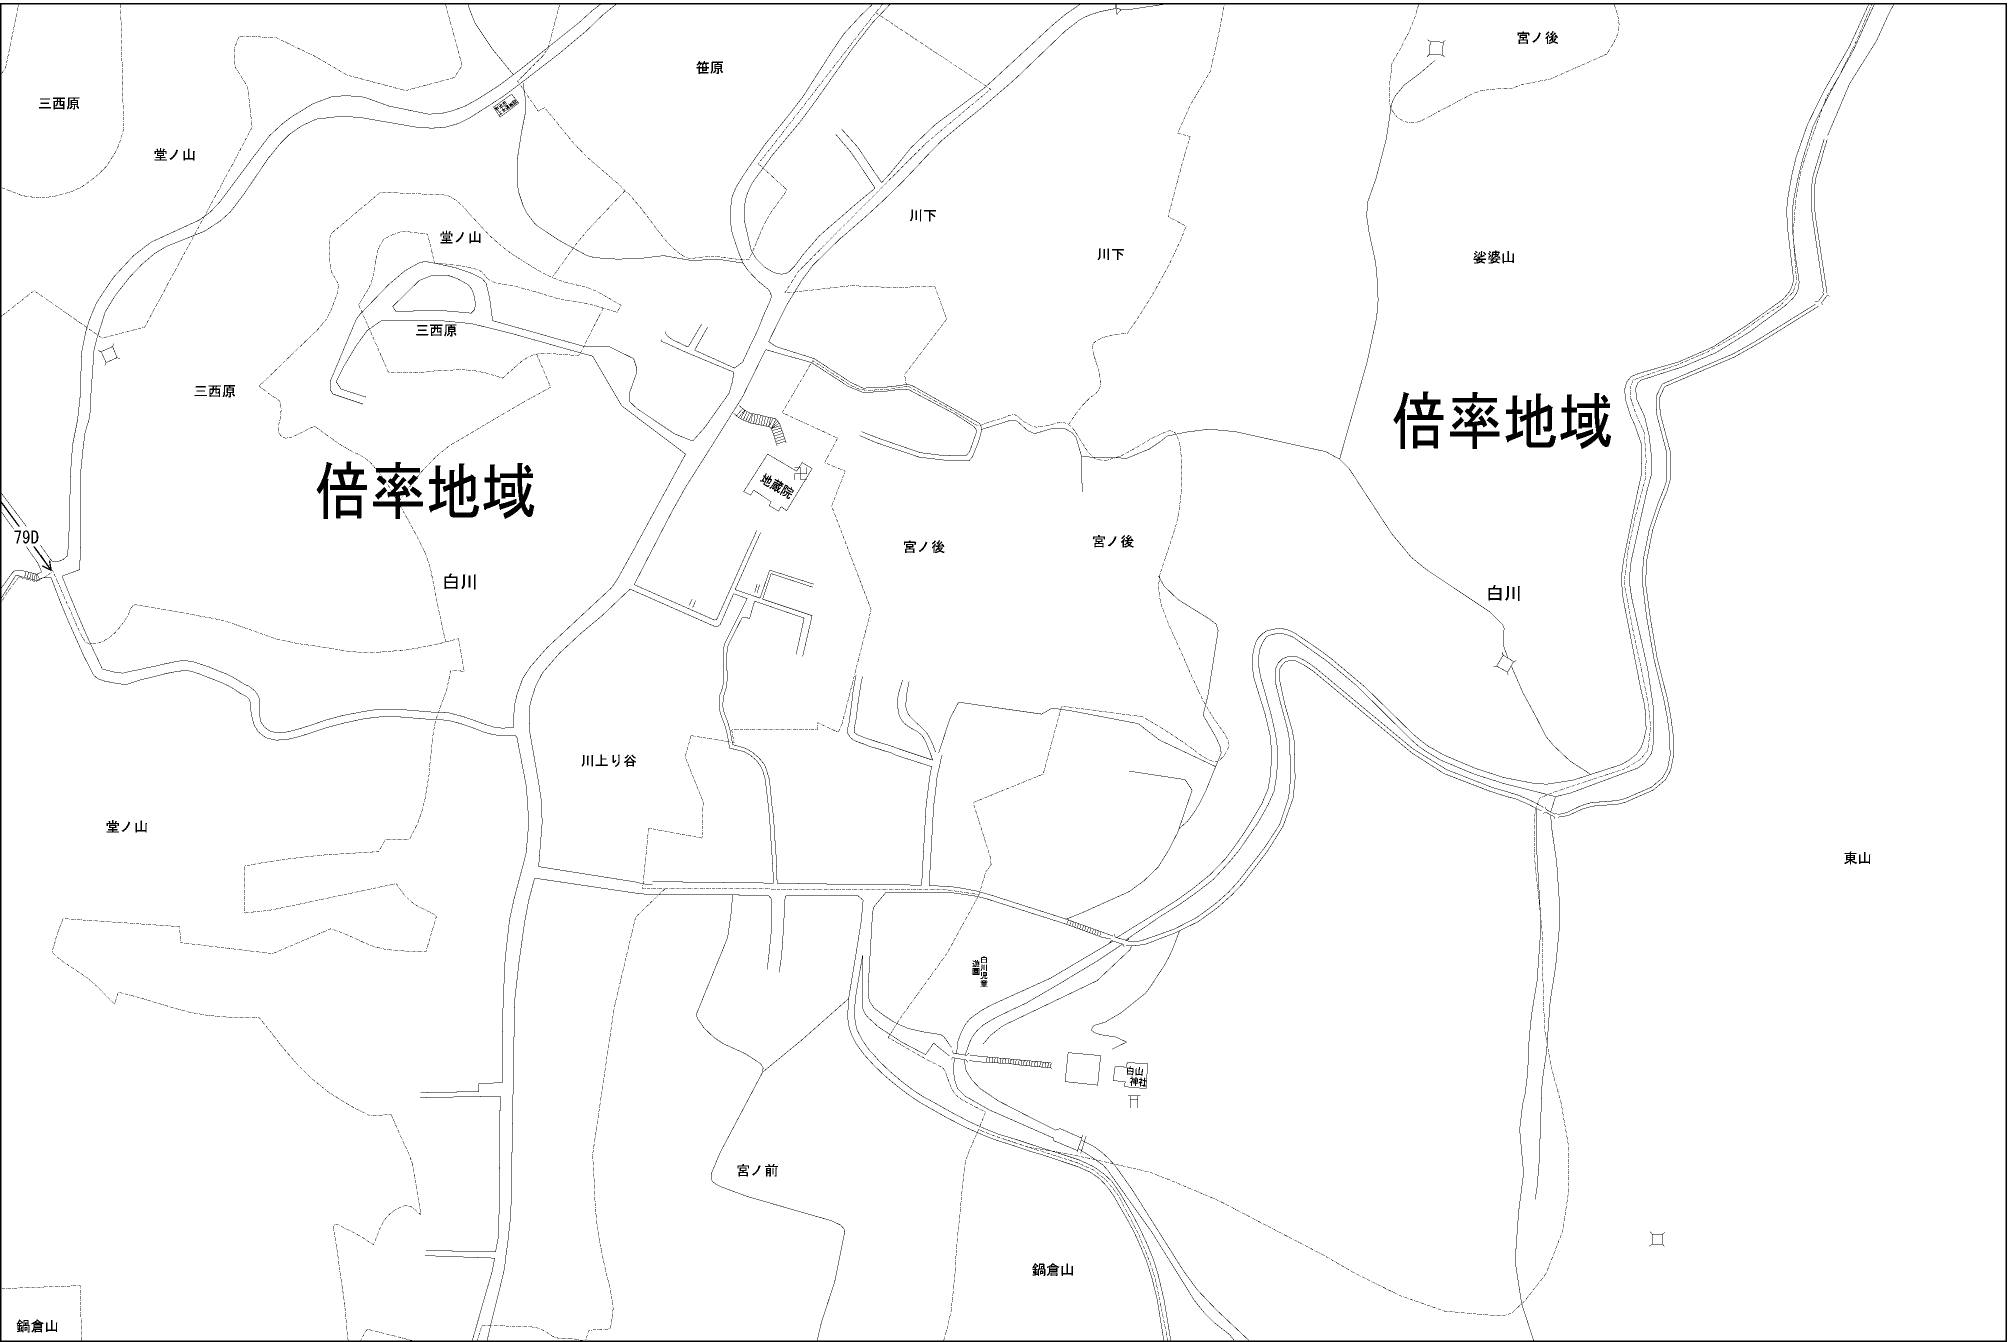 宮ノ後
笹原
三西原
堂ノ山
川下
堂ノ山
川下
娑婆山
三西原
三西原
倍率地域
倍率地域
地蔵院
79D
宮ノ後
宮ノ後
白川
白川
川上り谷
堂ノ山
東山
白川児童
遊園
白山
神社
宮ノ前
鍋倉山
鍋倉山